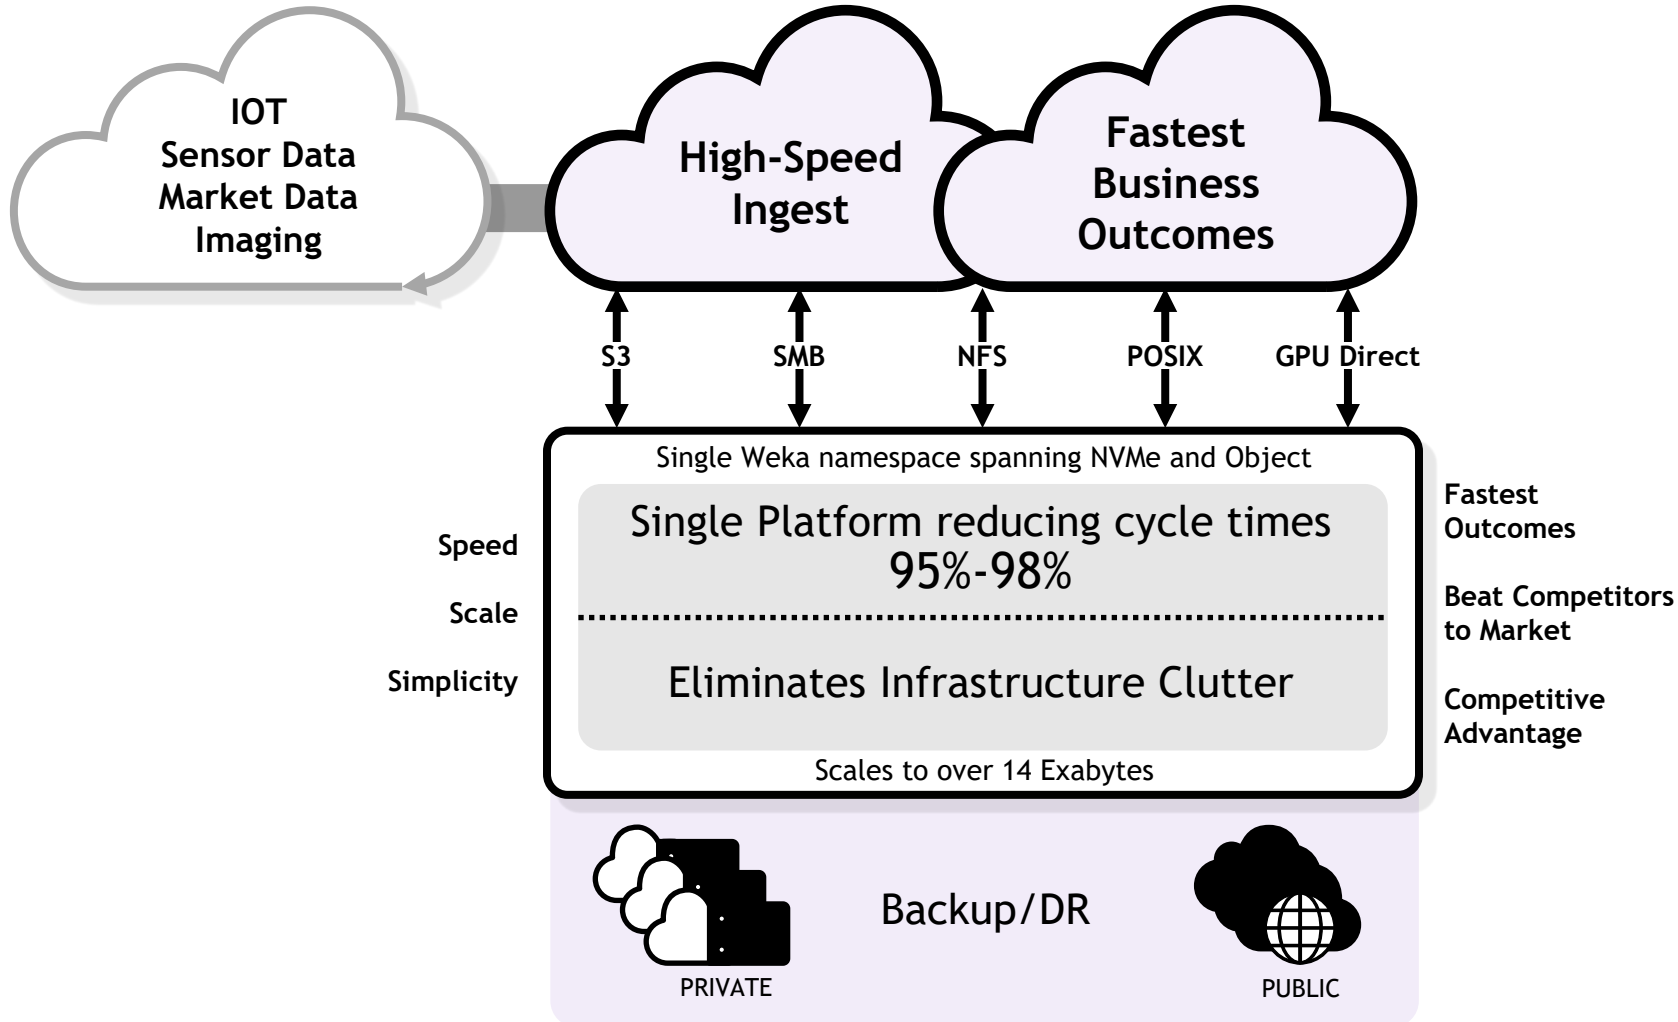 IOT
Sensor Data
Market Data
Imaging
High-Speed
Ingest
Fastest
Business
Outcomes
S3
SMB
NFS
POSIX
GPU Direct
Single Weka namespace spanning NVMe and Object
Single Platform reducing cycle times
95%-98%
Eliminates Infrastructure Clutter
Scales to over 14 Exabytes
Speed
Scale
Simplicity
Fastest
Outcomes
Beat Competitors
to Market
Competitive
Advantage
Backup/DR
PRIVATE
PUBLIC